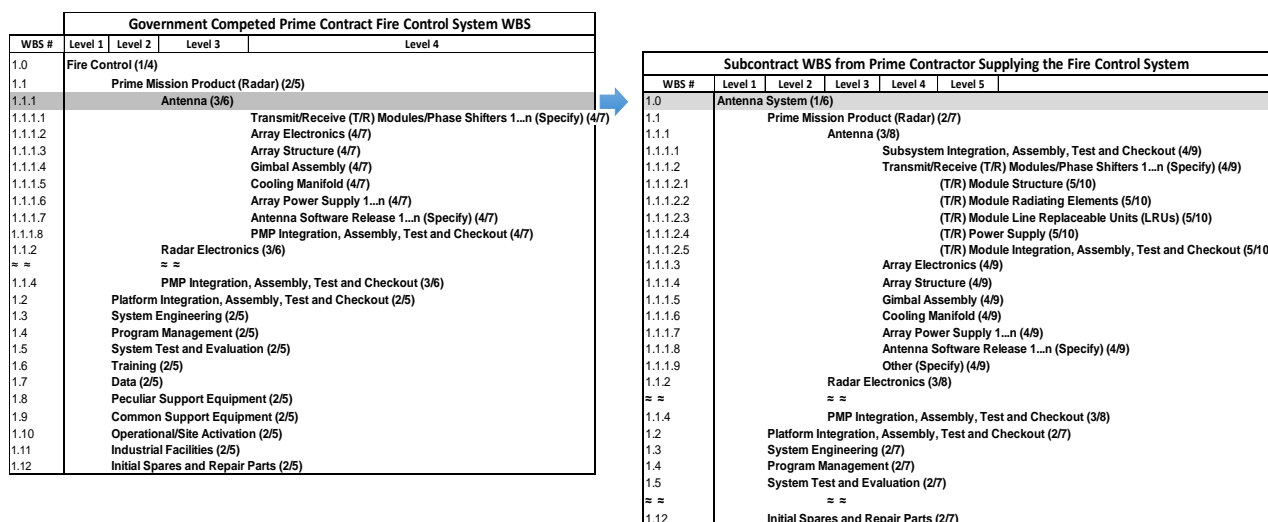 Government Competed Prime Contract Fire Control System WBS
WBS # Level 1 Level 2 Level 3 Level 4
1.0 Fire Control (1/4)
1.1 Prime Mission Product (Radar) (2/5)
1.1.1 Antenna (3/6)
1.1.1.1 Transmit/Receive (T/R) Modules/Phase Shifters 1...n (Specify) (4/7)
1.1.1.2 Array Electronics (4/7)
1.1.1.3 Array Structure (4/7)
1.1.1.4 Gimbal Assembly (4/7)
1.1.1.5 Cooling Manifold (4/7)
1.1.1.6 Array Power Supply 1...n (4/7)
1.1.1.7 Antenna Software Release 1...n (Specify) (4/7)
1.1.1.8 PMP Integration, Assembly, Test and Checkout (4/7)
1.1.2 Radar Electronics (3/6)
≈ ≈ ≈ ≈
1.1.4 PMP Integration, Assembly, Test and Checkout (3/6)
1.2 Platform Integration, Assembly, Test and Checkout (2/5)
1.3 System Engineering (2/5)
1.4 Program Management (2/5)
1.5 System Test and Evaluation (2/5)
1.6 Training (2/5)
1.7 Data (2/5)
1.8 Peculiar Support Equipment (2/5)
1.9 Common Support Equipment (2/5)
1.10 Operational/Site Activation (2/5)
1.11 Industrial Facilities (2/5)
1.12 Initial Spares and Repair Parts (2/5)
Subcontract WBS from Prime Contractor Supplying the Fire Control System
WBS # Level 1 Level 2 Level 3 Level 4 Level 5
1.0 Antenna System (1/6)
1.1 Prime Mission Product (Radar) (2/7)
1.1.1 Antenna (3/8)
1.1.1.1 Subsystem Integration, Assembly, Test and Checkout (4/9)
1.1.1.2 Transmit/Receive (T/R) Modules/Phase Shifters 1...n (Specify) (4/9)
1.1.1.2.1 (T/R) Module Structure (5/10)
1.1.1.2.2 (T/R) Module Radiating Elements (5/10)
1.1.1.2.3 (T/R) Module Line Replaceable Units (LRUs) (5/10)
1.1.1.2.4 (T/R) Power Supply (5/10)
1.1.1.2.5 (T/R) Module Integration, Assembly, Test and Checkout (5/10
1.1.1.3 Array Electronics (4/9)
1.1.1.4 Array Structure (4/9)
1.1.1.5 Gimbal Assembly (4/9)
1.1.1.6 Cooling Manifold (4/9)
1.1.1.7 Array Power Supply 1...n (4/9)
1.1.1.8 Antenna Software Release 1...n (Specify) (4/9)
1.1.1.9 Other (Specify) (4/9)
1.1.2 Radar Electronics (3/8)
≈ ≈ ≈ ≈
1.1.4 PMP Integration, Assembly, Test and Checkout (3/8)
1.2 Platform Integration, Assembly, Test and Checkout (2/7)
1.3 System Engineering (2/7)
1.4 Program Management (2/7)
1.5 System Test and Evaluation (2/7)
≈ ≈ ≈ ≈
1.12 Initial Spares and Repair Parts (2/7)